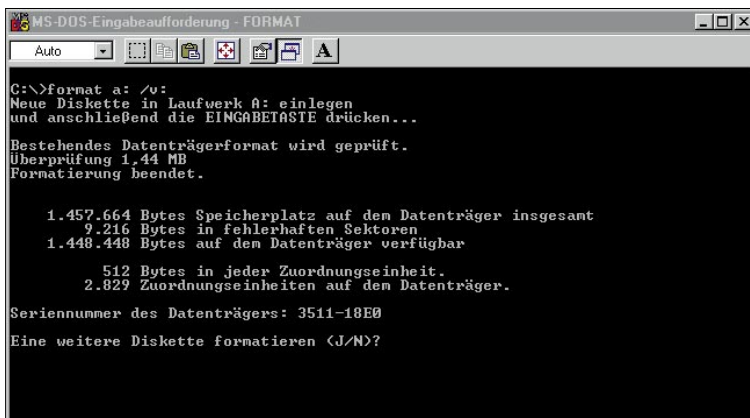 MS-DOS-Eingabeaufforderung - FORMAT
Auto
A
C:\>format a: /v:
Neue Diskette in Laufwerk A: einlegen
und anschließend die EINGABETASTE drücken...
Bestehendes Datenträgerformat wird geprüft.
Überprüfung 1,44 MB
Formatierung beendet.
1.457.664 Bytes Speicherplatz auf dem Datenträger insgesamt
9.216 Bytes in fehlerhaften Sektoren
1.448.448 Bytes auf dem Datenträger verfügbar
512 Bytes in jeder Zuordnungseinheit.
2.829 Zuordnungseinheiten auf dem Datenträger.
Seriennummer des Datenträgers: 3511-18E0
Eine weitere Diskette formatieren (J/N)?